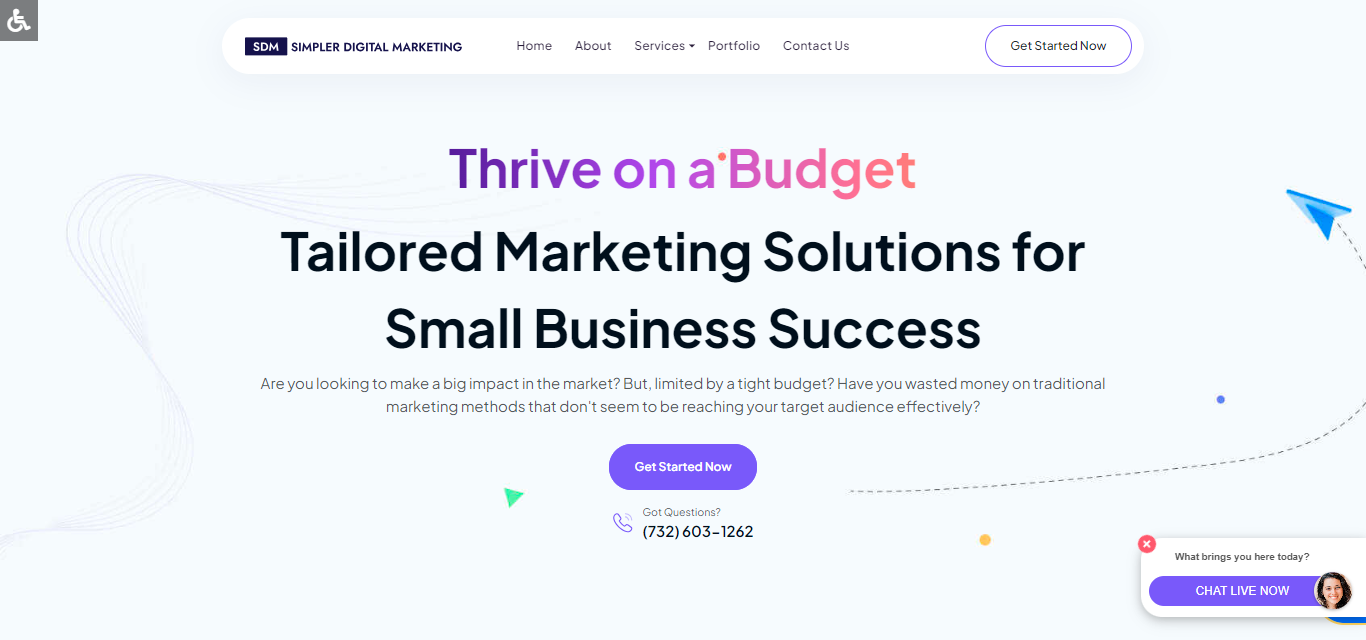 SDM SIMPLER DIGITAL MARKETING
Home About Services Portfolio Contact Us
Get Started Now
Thrive on a Budget
Tailored Marketing Solutions for
Small Business Success
Are you looking to make a big impact in the market? But, limited by a tight budget? Have you wasted money on traditional
marketing methods that don't seem to be reaching your target audience effectively?
Get Started Now
Got Questions?
(732) 603-1262
What brings you here today?
CHAT LIVE NOW